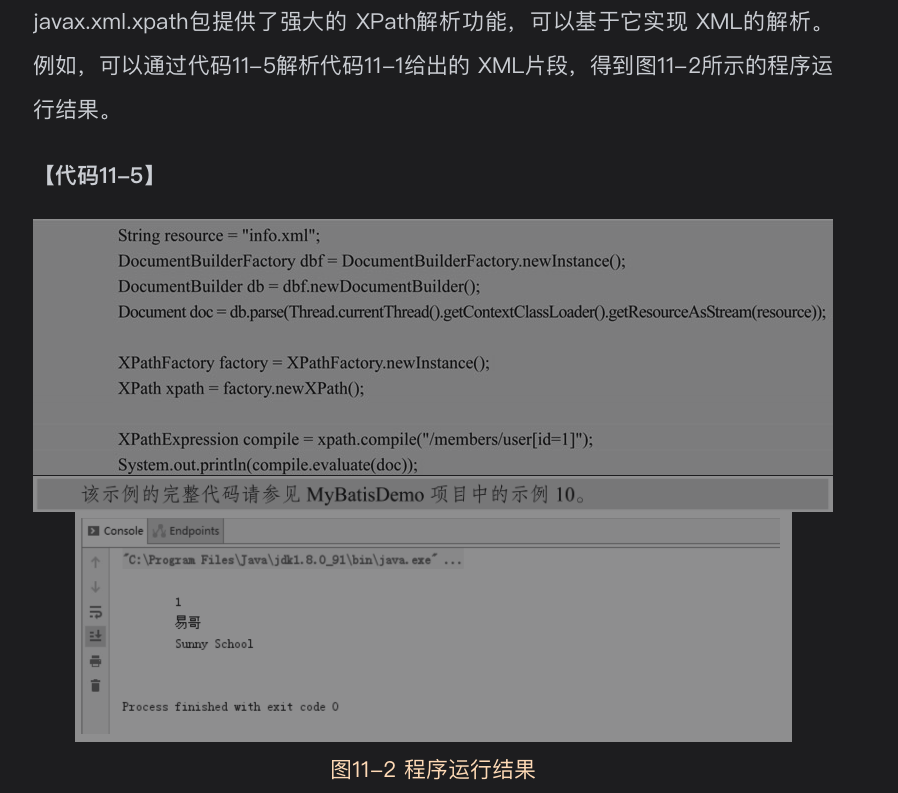 javax.xml.xpath包提供了强大的 XPath解析功能，可以基于它实现 XML的解析。
例如，可以通过代码11-5解析代码11-1给出的 XML片段，得到图11-2所示的程序运
行结果。
【代码11-5】
String resource = "info.xml";
DocumentBuilderFactory dbf = DocumentBuilderFactory.newInstance();
DocumentBuilder db = dbf.newDocumentBuilder();
Document doc = db.parse(Thread.currentThread().getContextClassLoader().getResourceAsStream(resource));
XPathFactory factory = XPathFactory.newInstance();
XPath xpath = factory.newXPath();
XPathExpression compile = xpath.compile("/members/user[id=1]");
System.out.println(compile.evaluate(doc));
该示例的完整代码请参见 MyBatisDemo 项目中的示例 10。
Console Endpoints
"C:\Program Files\Java\jdk1.8.0_91\bin\java.exe" ...
1
易哥
Sunny School
Process finished with exit code 0
图11-2 程序运行结果